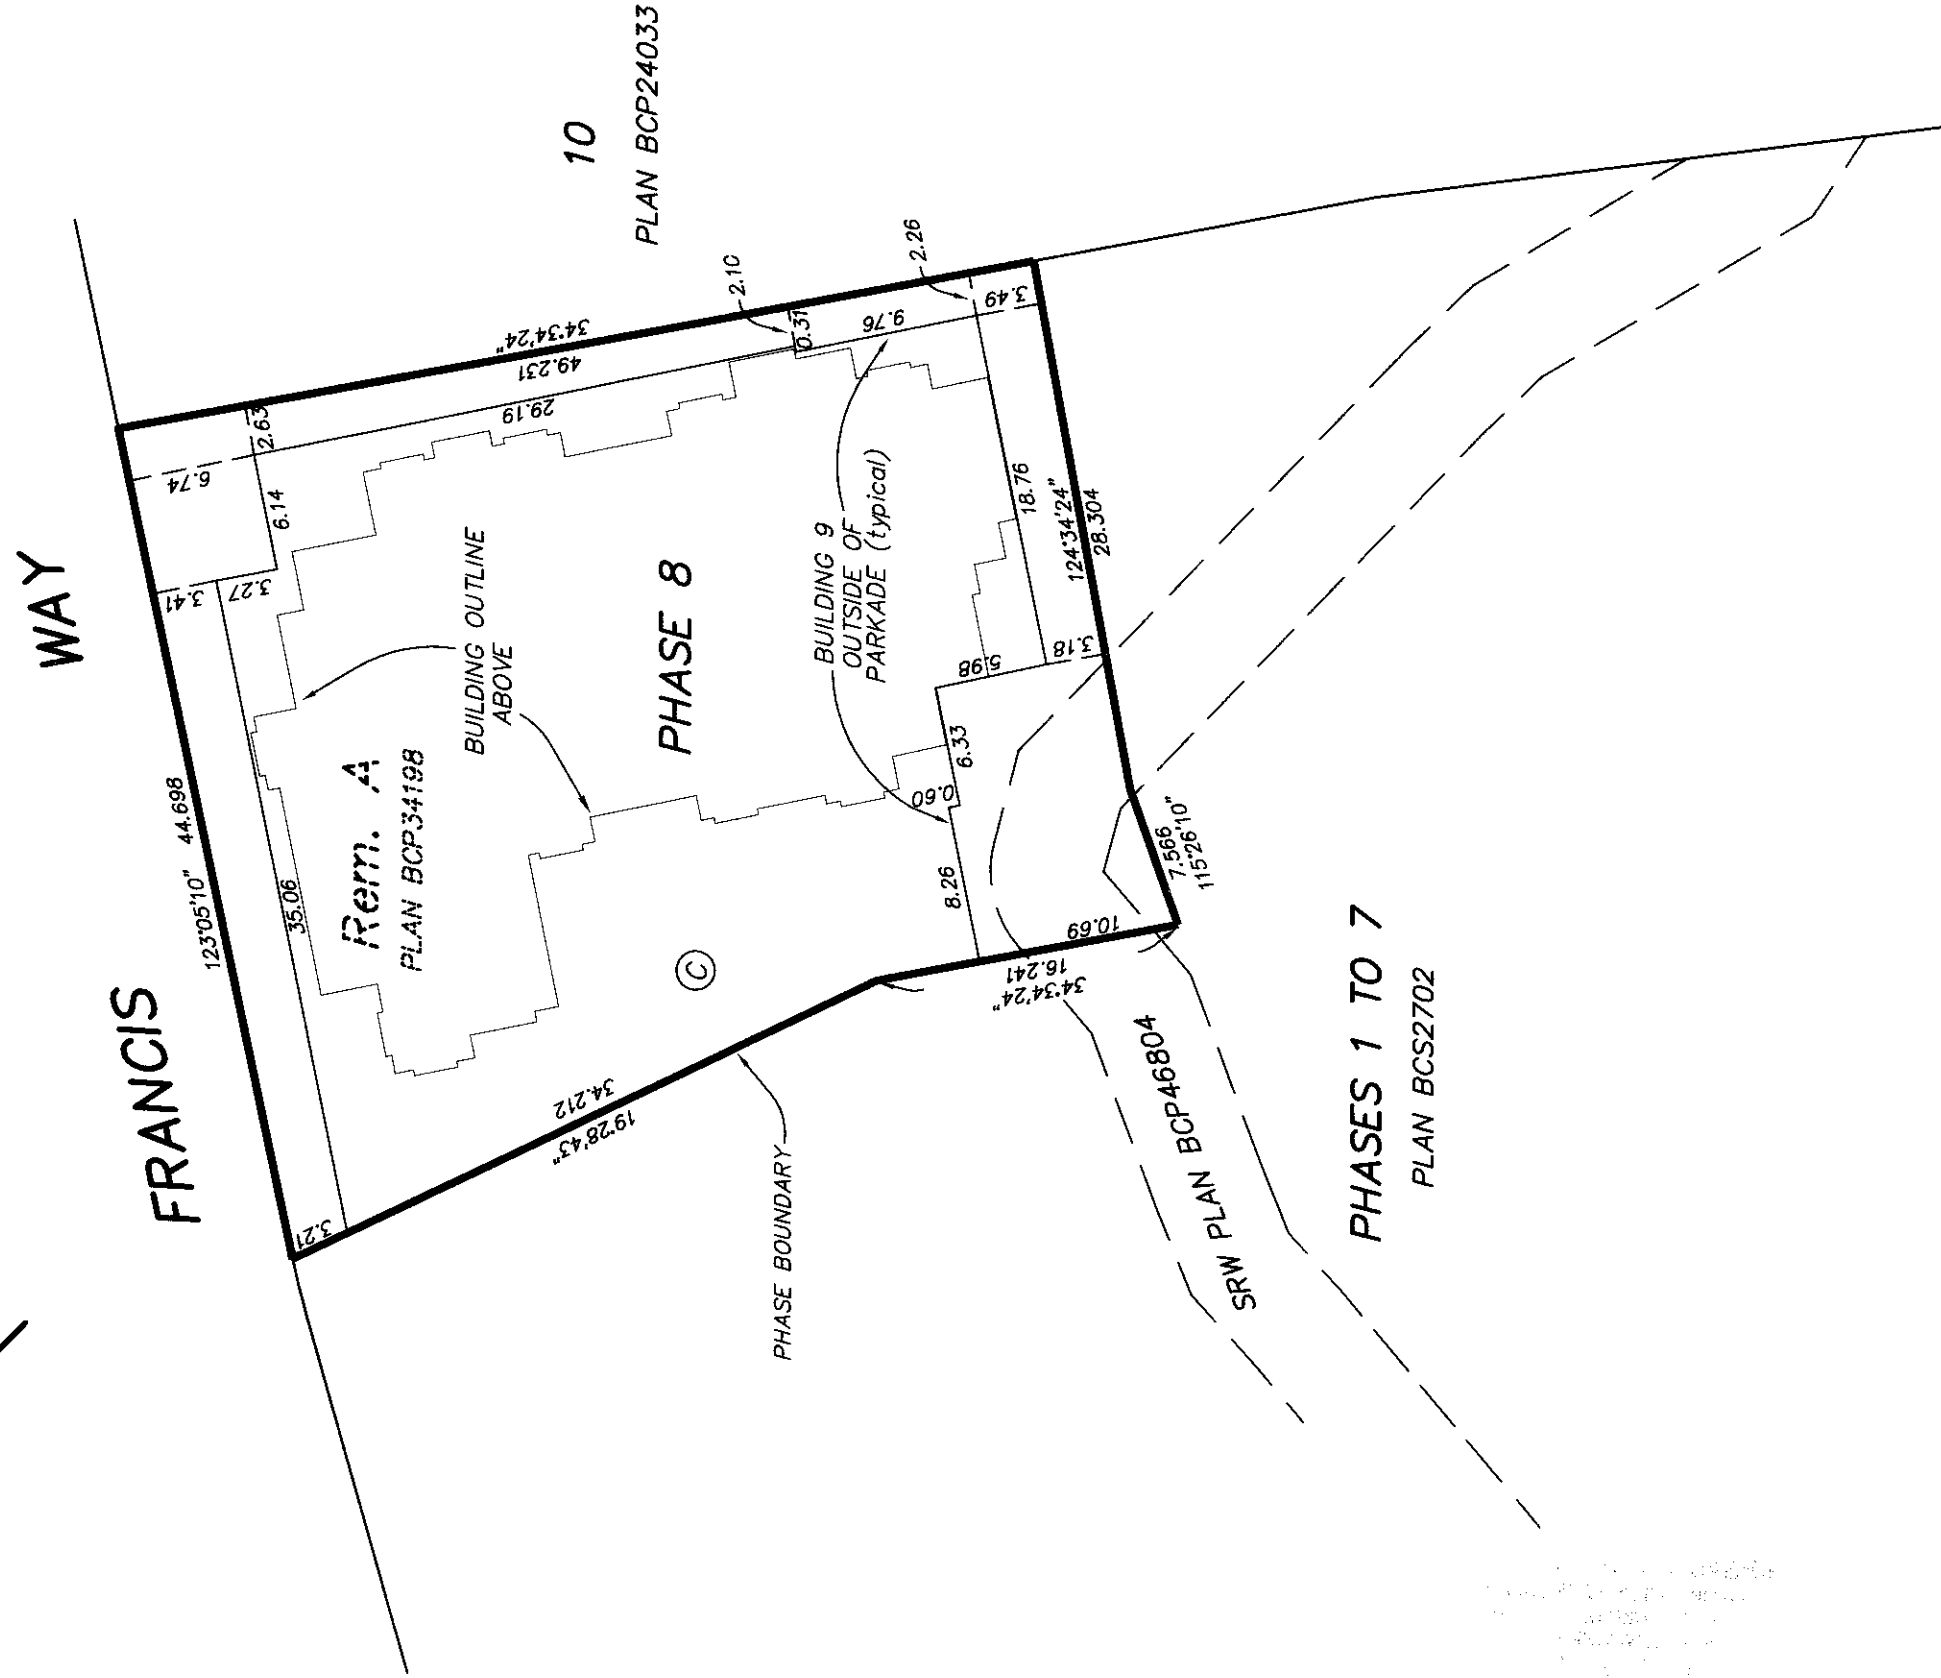 FRANCIS WAY
10
PLAN BCP24033
123°05'10" 44.698
34°34'24"
49.231
29.19
2.63
6.74
6.14
3.41
3.27
35.06
3.21
2.10
0.31
9.76
2.26
3.49
18.76
124°34'24"
28.304
3.18
5.98
6.33
0.60
8.26
10.69
16.241
34°34'24"
7.566
115°26'10"
34.212
19°28'43"
BUILDING OUTLINE
ABOVE
Rem. A
PLAN BCP34198
PHASE 8
BUILDING 9
OUTSIDE OF
PARKADE (typical)
C
PHASE BOUNDARY
SRW PLAN BCP46804
PHASES 1 TO 7
PLAN BCS2702